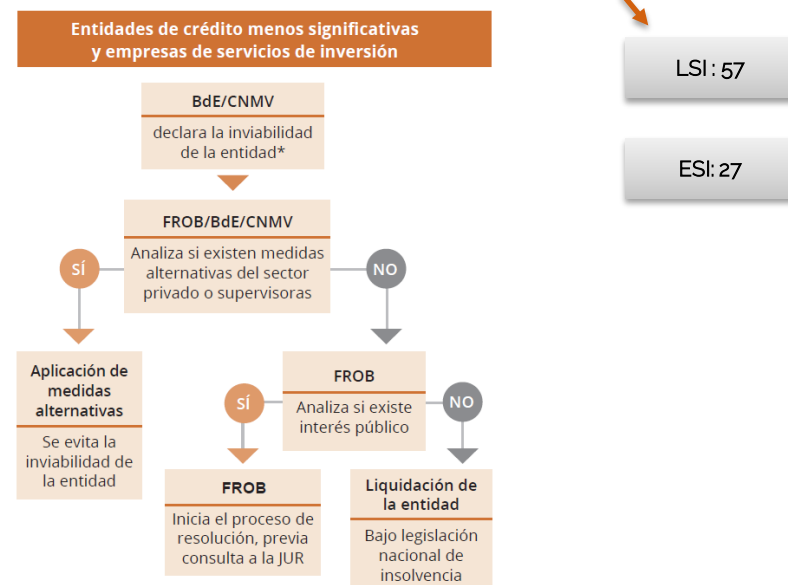 Entidades de crédito menos significativas
y empresas de servicios de inversión
LSI: 57
BdE/CNMV
declara la inviabilidad
de la entidad*
ESI: 27
FROB/BdE/CNMV
Analiza si existen medidas
alternativas del sector
privado o supervisoras
SÍ
NO
Aplicación de
medidas
alternativas
Se evita la
inviabilidad de
la entidad
FROB
Analiza si existe
interés público
SÍ
NO
FROB
Inicia el proceso de
resolución, previa
consulta a la JUR
Liquidación de
la entidad
Bajo legislación
nacional de
insolvencia